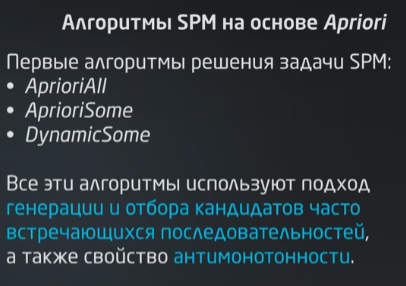 Алгоритмы SPM на основе Apriori
Первые алгоритмы решения задачи SPM:
• AprioriAll
• AprioriSome
• DynamicSome
Все эти алгоритмы используют подход
генерации и отбора кандидатов часто
встречающихся последовательностей,
а также свойство антимонотонности.